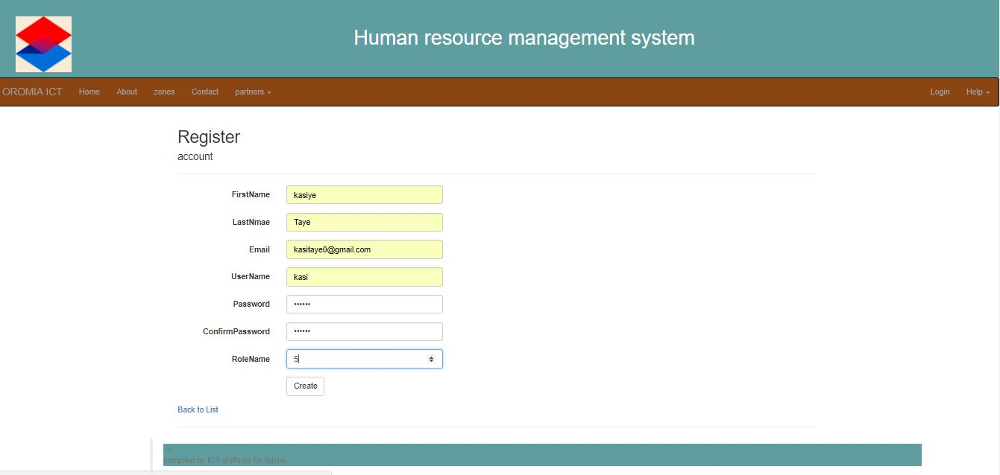 Human resource management system
OROMIA ICT Home About zones Contact partners Login Help
Register
account
FirstName kasiye
LastNmae Taye
Email kasitaye0@gmail.com
UserName kasi
Password ••••••
ConfirmPassword ••••••
RoleName 5
Create
Back to List
—
compiled by ICT staffs by for 5dolar